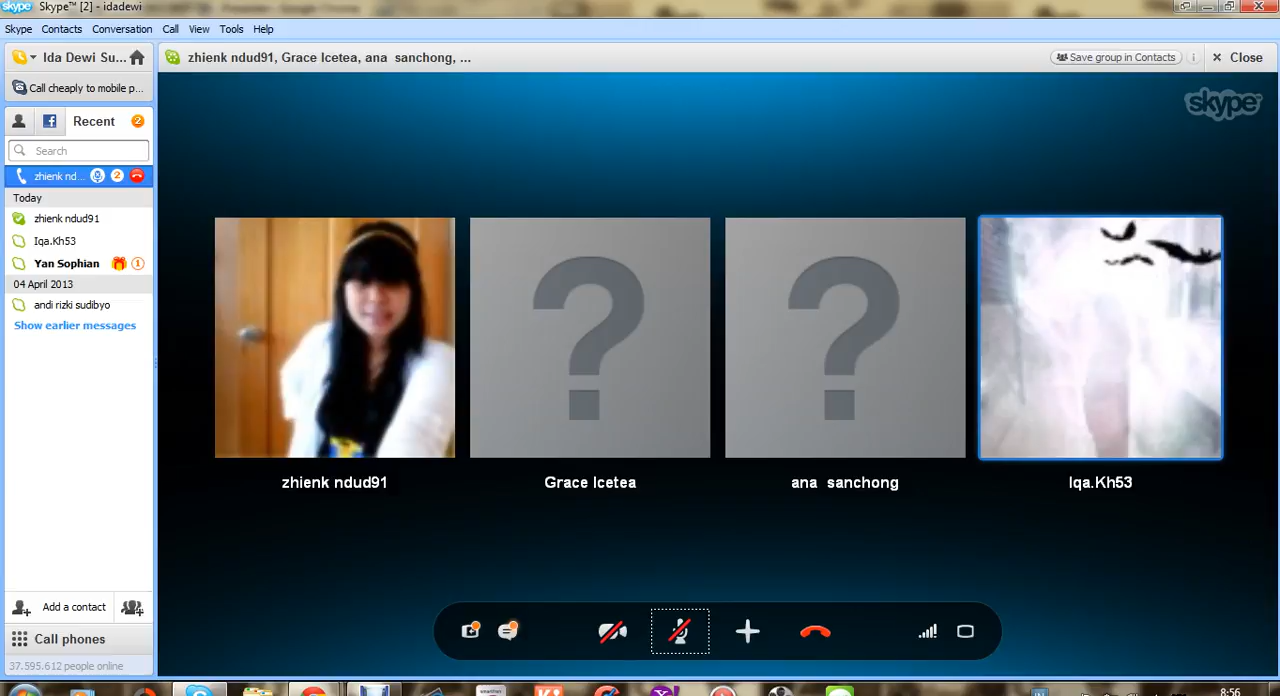 Skype™ [2] - idadewi
Skype Contacts Conversation Call View Tools Help
Ida Dewi Su...
zhienk ndud91, Grace Icetea, ana sanchong, ...
Save group in Contacts
Close
Call cheaply to mobile p...
skype™
Recent 2
Search
zhienk nd... 2
Today
zhienk ndud91
Iqa.Kh53
Yan Sophian 1
04 April 2013
andi rizki sudibyo
Show earlier messages
zhienk ndud91
Grace Icetea
ana sanchong
Iqa.Kh53
Add a contact
Call phones
37.595.612 people online
8:56